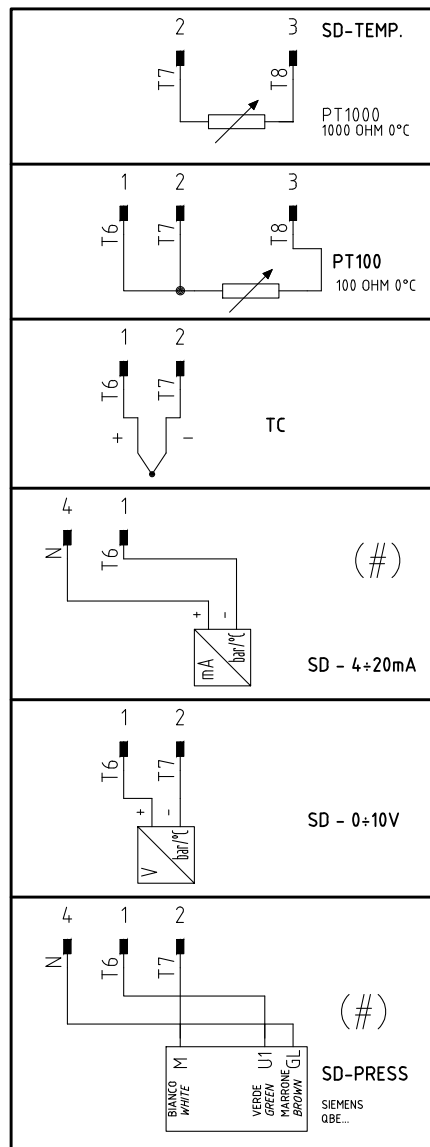 2 3 SD-TEMP.
T7 T8
PT1000
1000 OHM 0°C
1 2 3
T6 T7 T8
PT100
100 OHM 0°C
1 2
T6 T7
+ -
TC
4 1
N T6
(#)
+ -
mA bar/°C
SD - 4÷20mA
1 2
T6 T7
+ -
V bar/°C
SD - 0÷10V
4 1 2
N T6 T7
(#)
M U1 GL
BIANCO
WHITE
VERDE
GREEN
MARRONE
BROWN
SD-PRESS
SIEMENS
QBE...